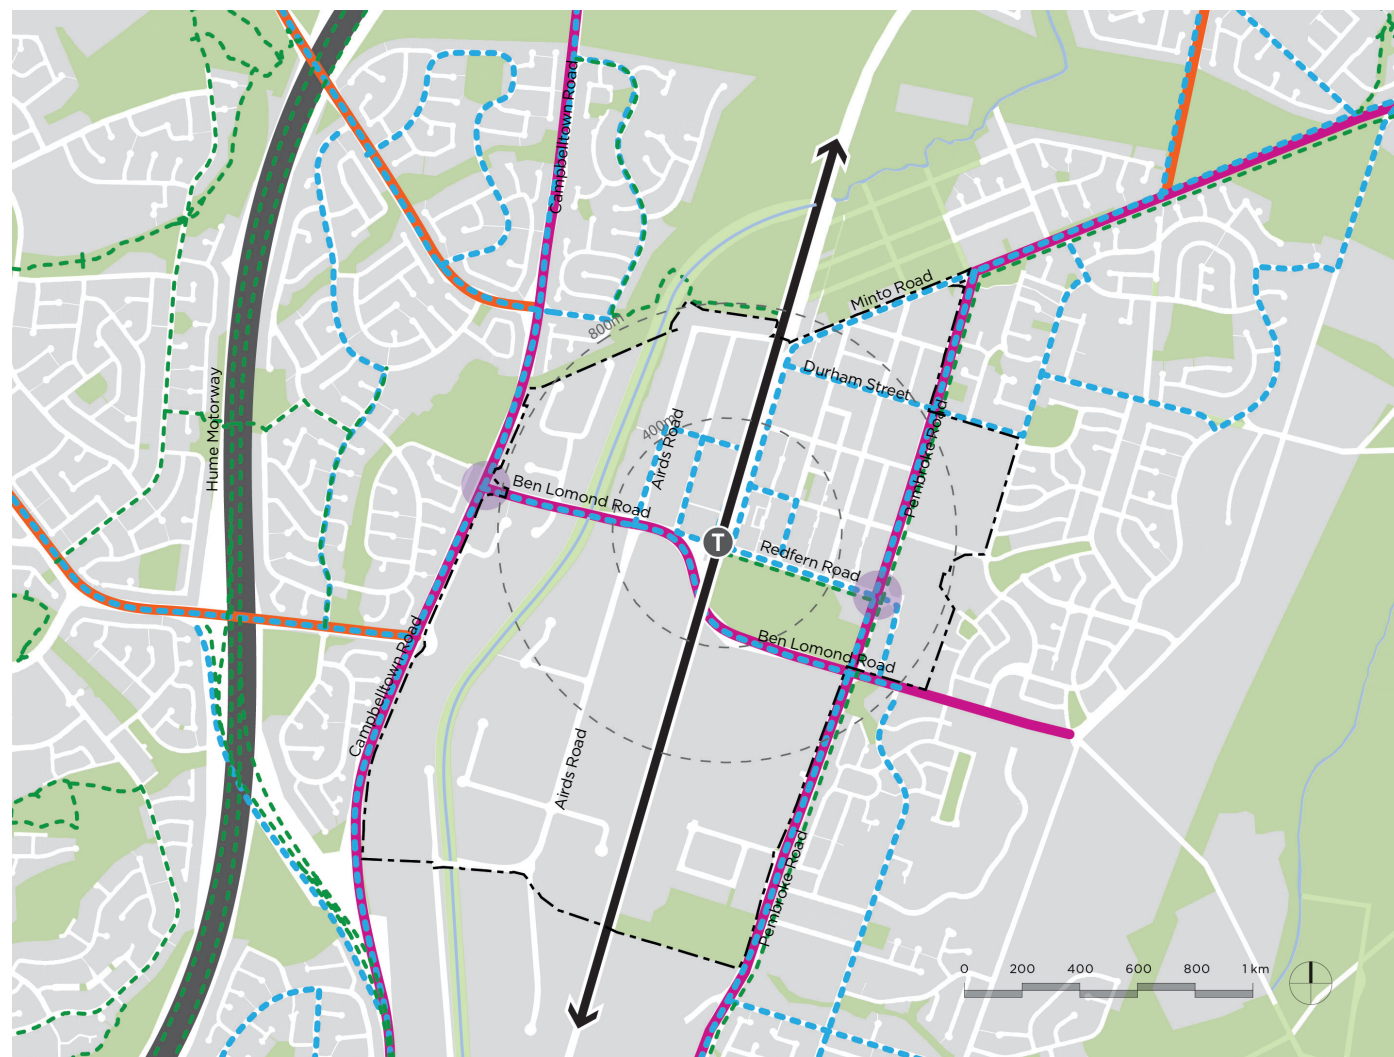 Campbelltown Road
Minto Road
800m
Durham Street
Hume Motorway
400m
Airds Road
Pembroke Road
Ben Lomond Road
T
Redfern Road
Ben Lomond Road
Campbelltown Road
Airds Road
Pembroke Road
0 200 400 600 800 1 km